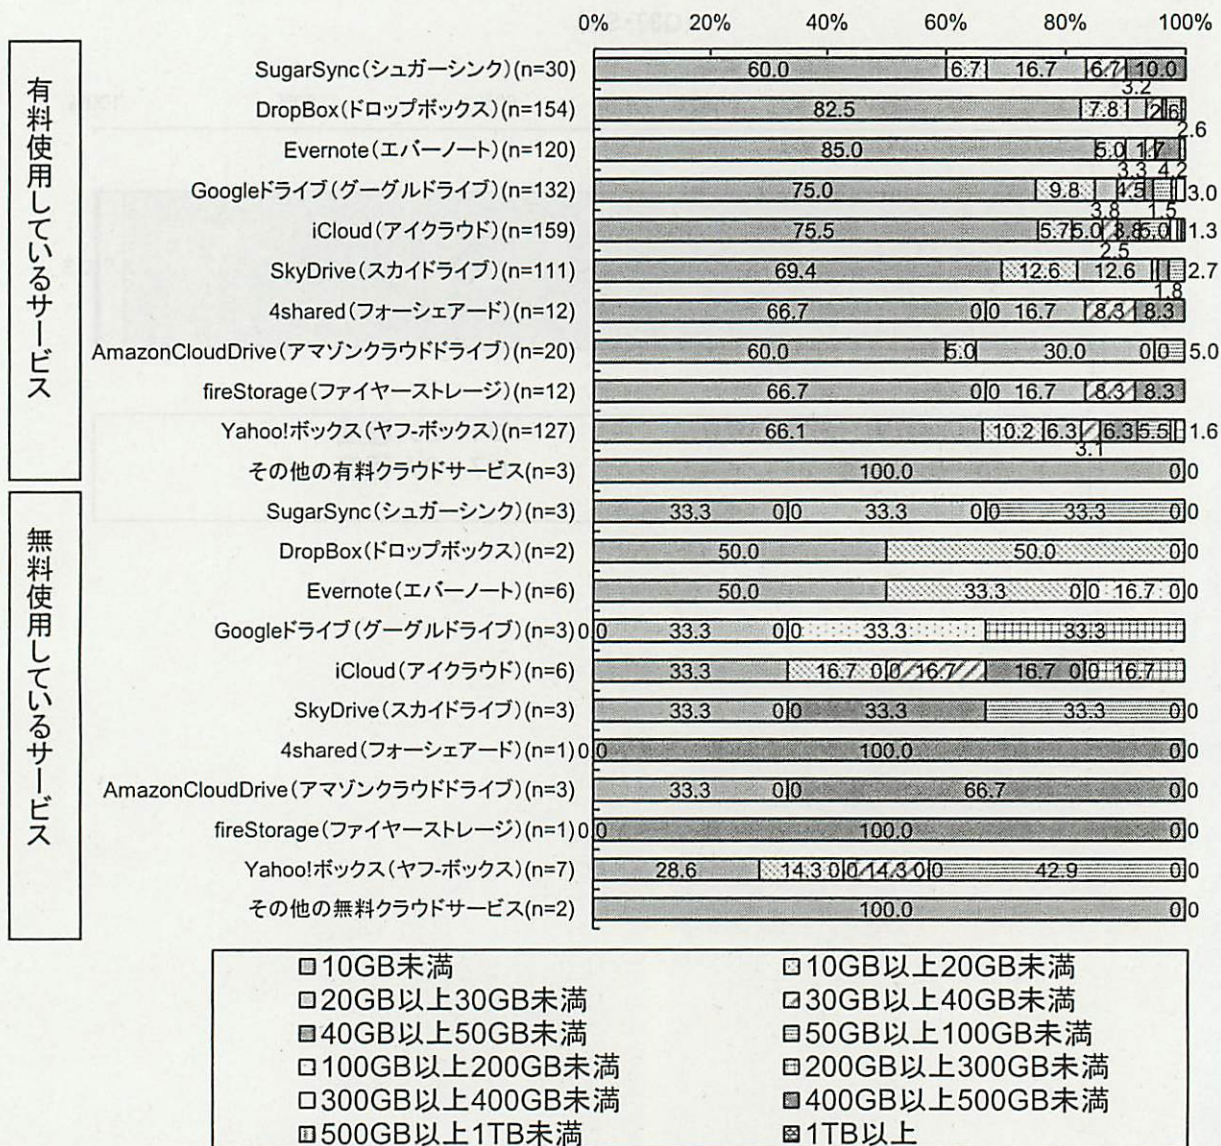 0% 20% 40% 60% 80% 100%
有料使用しているサービス
SugarSync(シュガーシンク)(n=30) 60.0 6.7 16.7 6.7 10.0
3.2
DropBox(ドロップボックス)(n=154) 82.5 7.8 2.6
2.6
Evernote(エバーノート)(n=120) 85.0 5.0 1.7
3.3 4.2
Googleドライブ(グーグルドライブ)(n=132) 75.0 9.8 4.5 3.0
3.8 1.5
iCloud(アイクラウド)(n=159) 75.5 5.7 5.0 3.8 5.0 1.3
2.5
SkyDrive(スカイドライブ)(n=111) 69.4 12.6 12.6 2.7
1.8
4shared(フォーシェアード)(n=12) 66.7 0 0 16.7 8.3 8.3
AmazonCloudDrive(アマゾンクラウドドライブ)(n=20) 60.0 5.0 30.0 0 0 5.0
fireStorage(ファイヤーストレージ)(n=12) 66.7 0 0 16.7 8.3 8.3
Yahoo!ボックス(ヤフ-ボックス)(n=127) 66.1 10.2 6.3 6.3 5.5 1.6
3.1
その他の有料クラウドサービス(n=3) 100.0 0 0
無料使用しているサービス
SugarSync(シュガーシンク)(n=3) 33.3 0 0 33.3 0 0 33.3 0 0
DropBox(ドロップボックス)(n=2) 50.0 50.0 0 0
Evernote(エバーノート)(n=6) 50.0 33.3 0 0 16.7 0 0
Googleドライブ(グーグルドライブ)(n=3) 0 0 33.3 0 0 33.3 33.3
iCloud(アイクラウド)(n=6) 33.3 16.7 0 0 16.7 16.7 0 0 16.7
SkyDrive(スカイドライブ)(n=3) 33.3 0 0 33.3 33.3 0 0
4shared(フォーシェアード)(n=1) 0 0 100.0 0 0
AmazonCloudDrive(アマゾンクラウドドライブ)(n=3) 33.3 0 0 66.7 0 0
fireStorage(ファイヤーストレージ)(n=1) 0 0 100.0 0 0
Yahoo!ボックス(ヤフ-ボックス)(n=7) 28.6 14.3 0 0 14.3 0 0 42.9 0 0
その他の無料クラウドサービス(n=2) 100.0 0 0
10GB未満 10GB以上20GB未満
20GB以上30GB未満 30GB以上40GB未満
40GB以上50GB未満 50GB以上100GB未満
100GB以上200GB未満 200GB以上300GB未満
300GB以上400GB未満 400GB以上500GB未満
500GB以上1TB未満 1TB以上